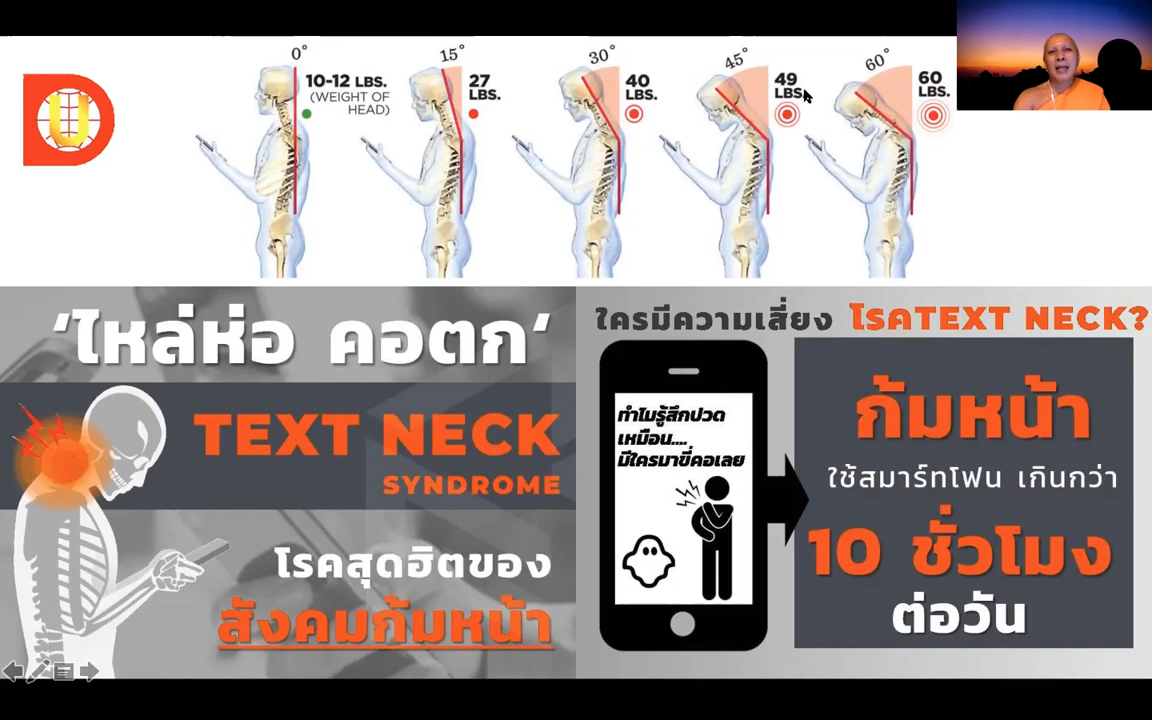 0°
10-12 LBS.
(WEIGHT OF
HEAD)
15°
27
LBS.
30°
40
LBS.
45°
49
LBS.
60°
60
LBS.
U
‘ไหล่ห่อ คอตก‘
TEXT NECK
SYNDROME
โรคสุดฮิตของ
สังคมก้มหน้า
ใครมีความเสี่ยง โรคTEXT NECK?
ทำไมรู้สึกปวด
เหมือน....
มีใครมาขี่คอเลย
ก้มหน้า
ใช้สมาร์ทโฟน เกินกว่า
10 ชั่วโมง
ต่อวัน